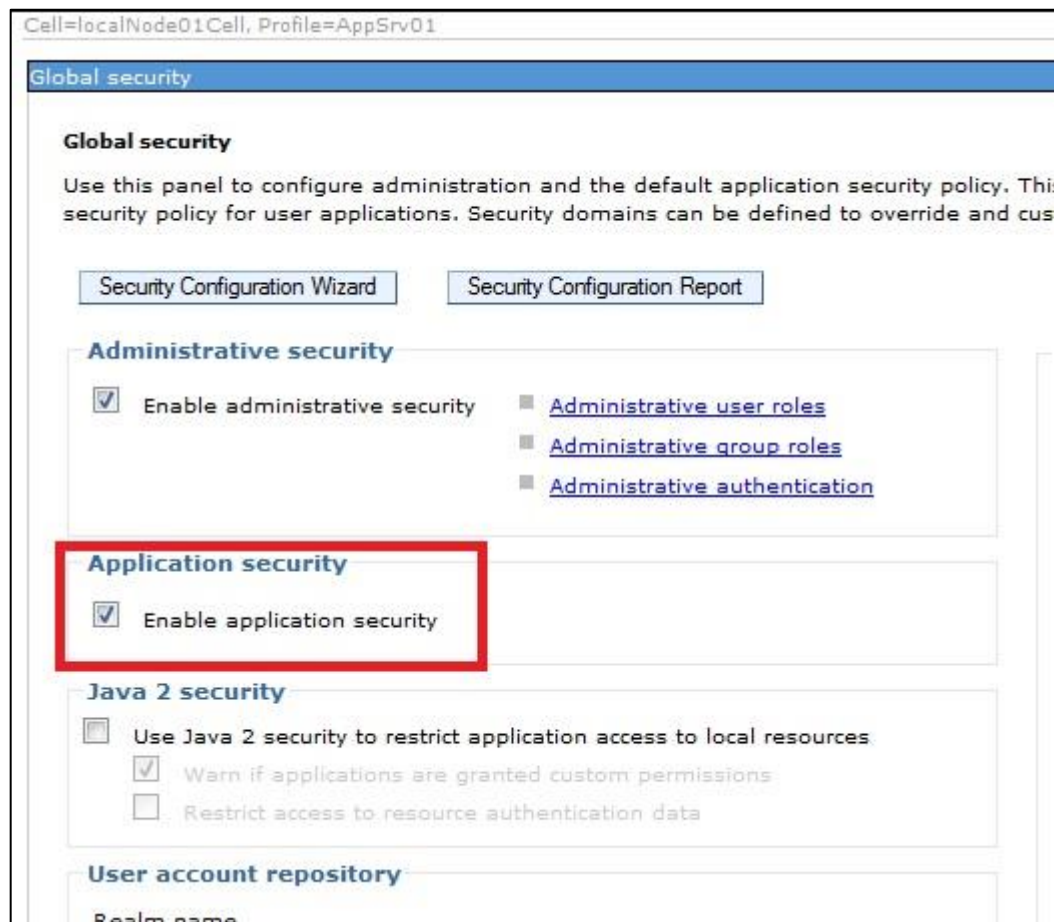 Cell=localNode01Cell, Profile=AppSrv01
Global security
Global security
Use this panel to configure administration and the default application security policy. This
security policy for user applications. Security domains can be defined to override and cus
Security Configuration Wizard Security Configuration Report
Administrative security
Enable administrative security Administrative user roles
Administrative group roles
Administrative authentication
Application security
Enable application security
Java 2 security
Use Java 2 security to restrict application access to local resources
Warn if applications are granted custom permissions
Restrict access to resource authentication data
User account repository
Realm name